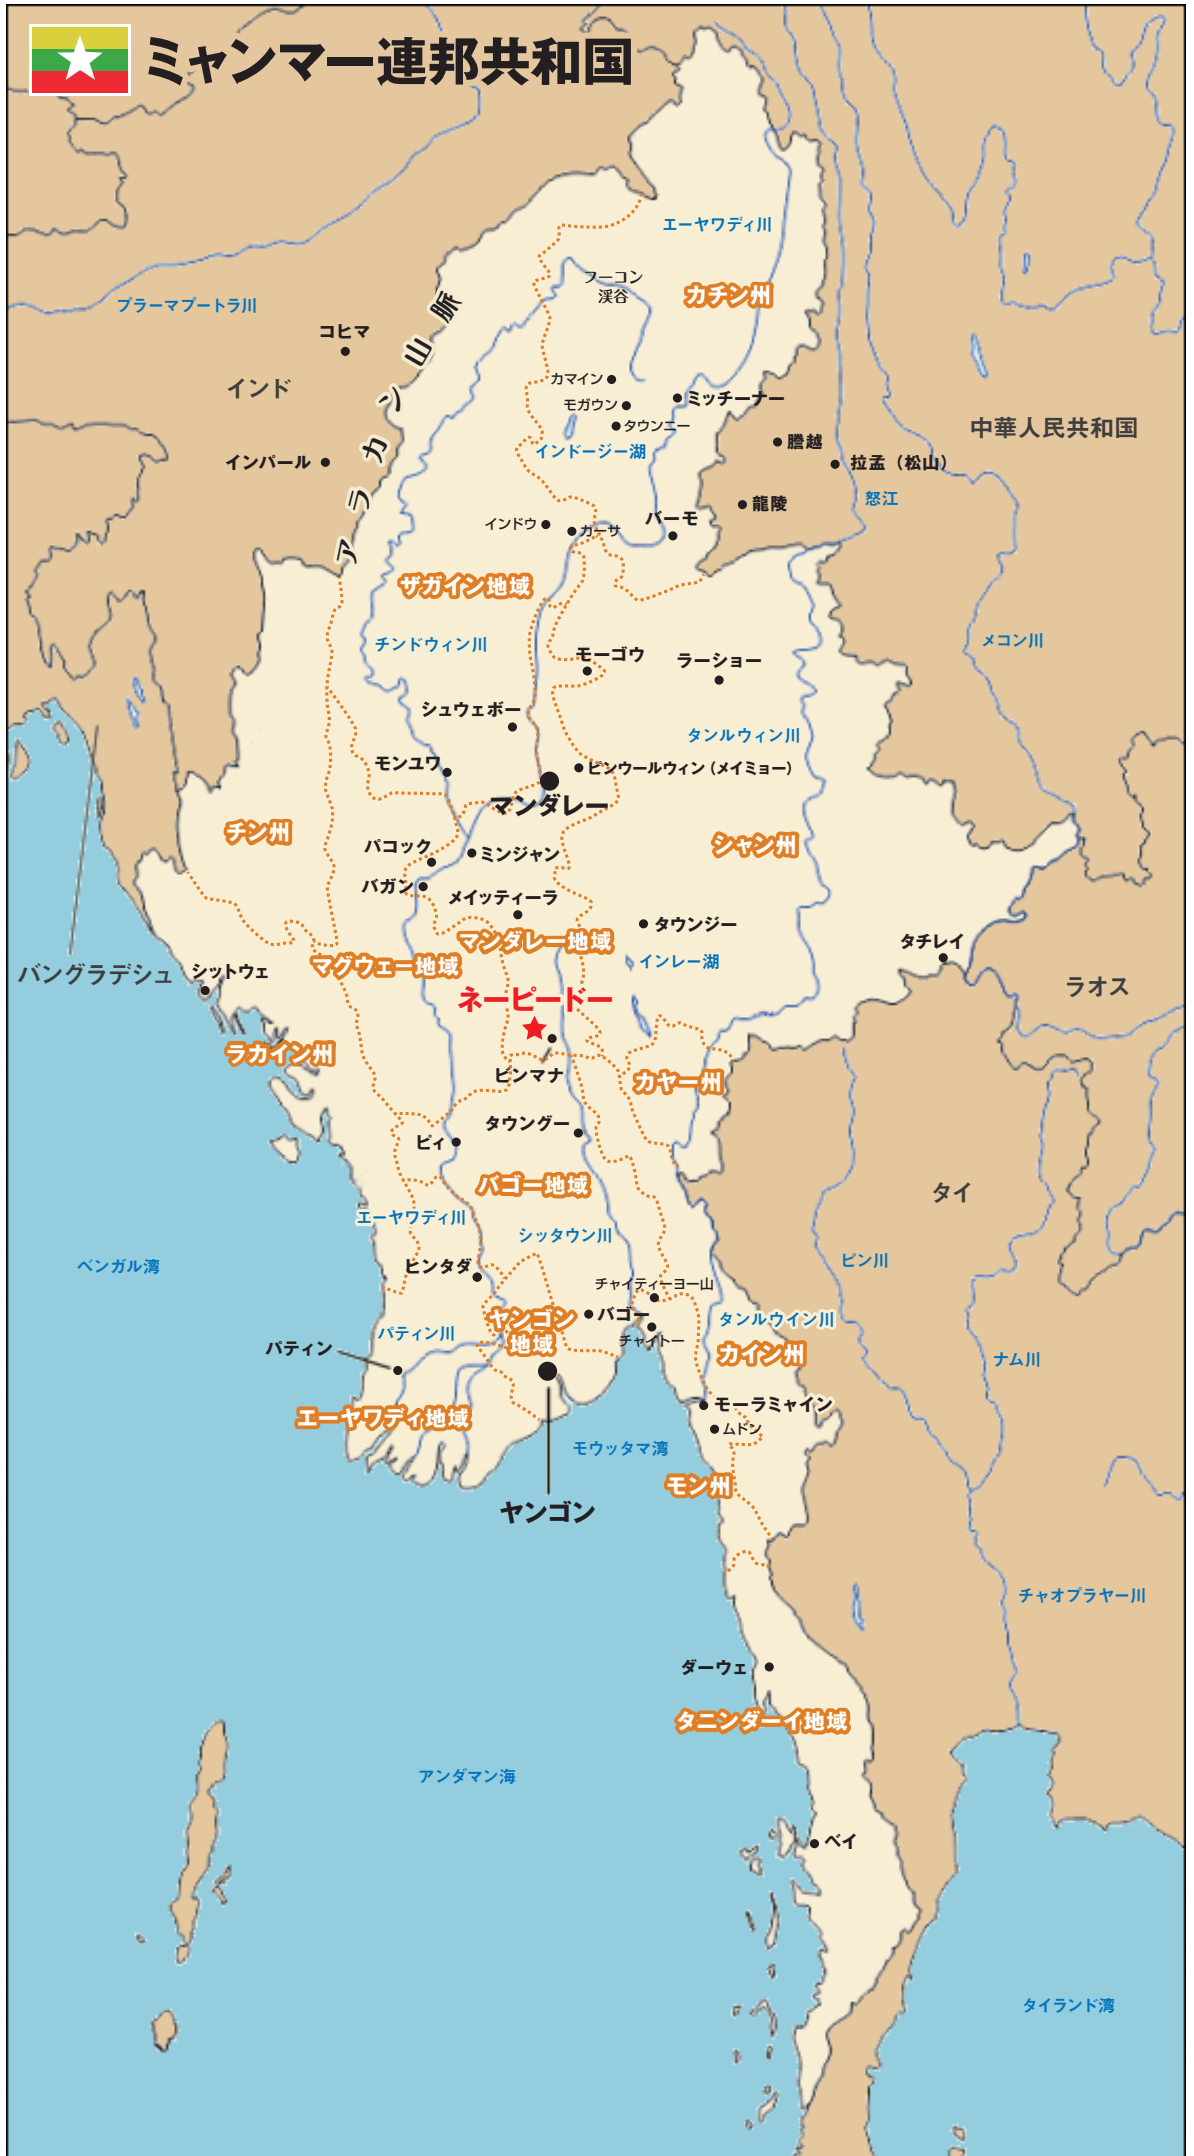 ミャンマー連邦共和国
エーヤワディ川
フーコン
渓谷
カチン州
プラーマプートラ川
コヒマ
アラカン山脈
インド
カマイン
モガウン
ミッチーナー
タウンニー
インドージー湖
中華人民共和国
謄越
拉孟（松山）
インパール
怒江
龍陵
バーモ
インドウ
カーサ
ザガイン地域
チンドウィン川
メコン川
モーゴウ
ラーショー
シュウェボー
タンルウィン川
モンユワ
ピンウールウィン（メイミョー）
マンダレー
チン州
シャン州
パコック
ミンジャン
バガン
メイッティーラ
タウンジー
マンダレー地域
タチレイ
マグウェー地域
インレー湖
バングラデシュ
シットウェ
ラオス
ネーピードー
ラカイン州
ピンマナ
カヤー州
タウングー
ピィ
バゴー地域
タイ
エーヤワディ川
シッタウン川
ベンガル湾
ヒンタダ
ピン川
チャイティーヨー山
バゴー
ヤンゴン
地域
タンルウイン川
パティン川
チャイトー
パティン
カイン州
ナム川
モーラミャイン
エーヤワディ地域
ムドン
モウッタマ湾
モン州
ヤンゴン
チャオプラヤー川
ダーウェ
タニンダーイ地域
アンダマン海
ベイ
タイランド湾